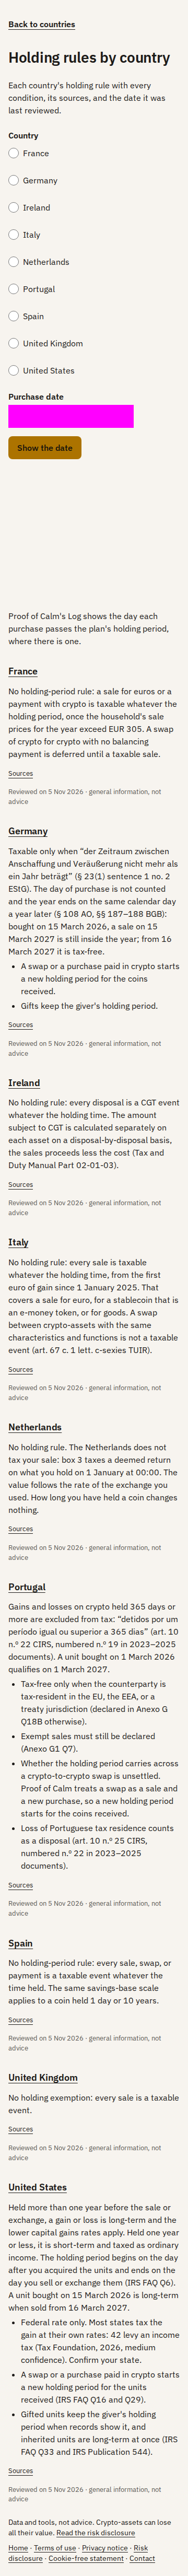 Back to countries
Holding rules by country
Each country's holding rule with every
condition, its sources, and the date it was
last reviewed.
Country
France
Germany
Ireland
Italy
Netherlands
Portugal
Spain
United Kingdom
United States
Purchase date
Show the date
Proof of Calm's Log shows the day each
purchase passes the plan's holding period,
where there is one.
France
No holding-period rule: a sale for euros or a
payment with crypto is taxable whatever the
holding period, once the household's sale
prices for the year exceed EUR 305. A swap
of crypto for crypto with no balancing
payment is deferred until a taxable sale.
Sources
Reviewed on 5 Nov 2026 · general information, not
advice
Germany
Taxable only when “der Zeitraum zwischen
Anschaffung und Veräußerung nicht mehr als
ein Jahr beträgt” (§ 23(1) sentence 1 no. 2
EStG). The day of purchase is not counted
and the year ends on the same calendar day
a year later (§ 108 AO, §§ 187–188 BGB):
bought on 15 March 2026, a sale on 15
March 2027 is still inside the year; from 16
March 2027 it is tax-free.
• A swap or a purchase paid in crypto starts
a new holding period for the coins
received.
• Gifts keep the giver's holding period.
Sources
Reviewed on 5 Nov 2026 · general information, not
advice
Ireland
No holding rule: every disposal is a CGT event
whatever the holding time. The amount
subject to CGT is calculated separately on
each asset on a disposal-by-disposal basis,
the sales proceeds less the cost (Tax and
Duty Manual Part 02-01-03).
Sources
Reviewed on 5 Nov 2026 · general information, not
advice
Italy
No holding rule: every sale is taxable
whatever the holding time, from the first
euro of gain since 1 January 2025. That
covers a sale for euro, for a stablecoin that is
an e-money token, or for goods. A swap
between crypto-assets with the same
characteristics and functions is not a taxable
event (art. 67 c. 1 lett. c-sexies TUIR).
Sources
Reviewed on 5 Nov 2026 · general information, not
advice
Netherlands
No holding rule. The Netherlands does not
tax your sale: box 3 taxes a deemed return
on what you hold on 1 January at 00:00. The
value follows the rate of the exchange you
used. How long you have held a coin changes
nothing.
Sources
Reviewed on 5 Nov 2026 · general information, not
advice
Portugal
Gains and losses on crypto held 365 days or
more are excluded from tax: “detidos por um
período igual ou superior a 365 dias” (art. 10
n.º 22 CIRS, numbered n.º 19 in 2023–2025
documents). A unit bought on 1 March 2026
qualifies on 1 March 2027.
• Tax-free only when the counterparty is
tax-resident in the EU, the EEA, or a
treaty jurisdiction (declared in Anexo G
Q18B otherwise).
• Exempt sales must still be declared
(Anexo G1 Q7).
• Whether the holding period carries across
a crypto-to-crypto swap is unsettled.
Proof of Calm treats a swap as a sale and
a new purchase, so a new holding period
starts for the coins received.
• Loss of Portuguese tax residence counts
as a disposal (art. 10 n.º 25 CIRS,
numbered n.º 22 in 2023–2025
documents).
Sources
Reviewed on 5 Nov 2026 · general information, not
advice
Spain
No holding-period rule: every sale, swap, or
payment is a taxable event whatever the
time held. The same savings-base scale
applies to a coin held 1 day or 10 years.
Sources
Reviewed on 5 Nov 2026 · general information, not
advice
United Kingdom
No holding exemption: every sale is a taxable
event.
Sources
Reviewed on 5 Nov 2026 · general information, not
advice
United States
Held more than one year before the sale or
exchange, a gain or loss is long-term and the
lower capital gains rates apply. Held one year
or less, it is short-term and taxed as ordinary
income. The holding period begins on the day
after you acquired the units and ends on the
day you sell or exchange them (IRS FAQ Q6).
A unit bought on 15 March 2026 is long-term
when sold from 16 March 2027.
• Federal rate only. Most states tax the
gain at their own rates: 42 levy an income
tax (Tax Foundation, 2026, medium
confidence). Confirm your state.
• A swap or a purchase paid in crypto starts
a new holding period for the units
received (IRS FAQ Q16 and Q29).
• Gifted units keep the giver's holding
period when records show it, and
inherited units are long-term at once (IRS
FAQ Q33 and IRS Publication 544).
Sources
Reviewed on 5 Nov 2026 · general information, not
advice
Data and tools, not advice. Crypto-assets can lose
all their value. Read the risk disclosure
Home · Terms of use · Privacy notice · Risk
disclosure · Cookie-free statement · Contact